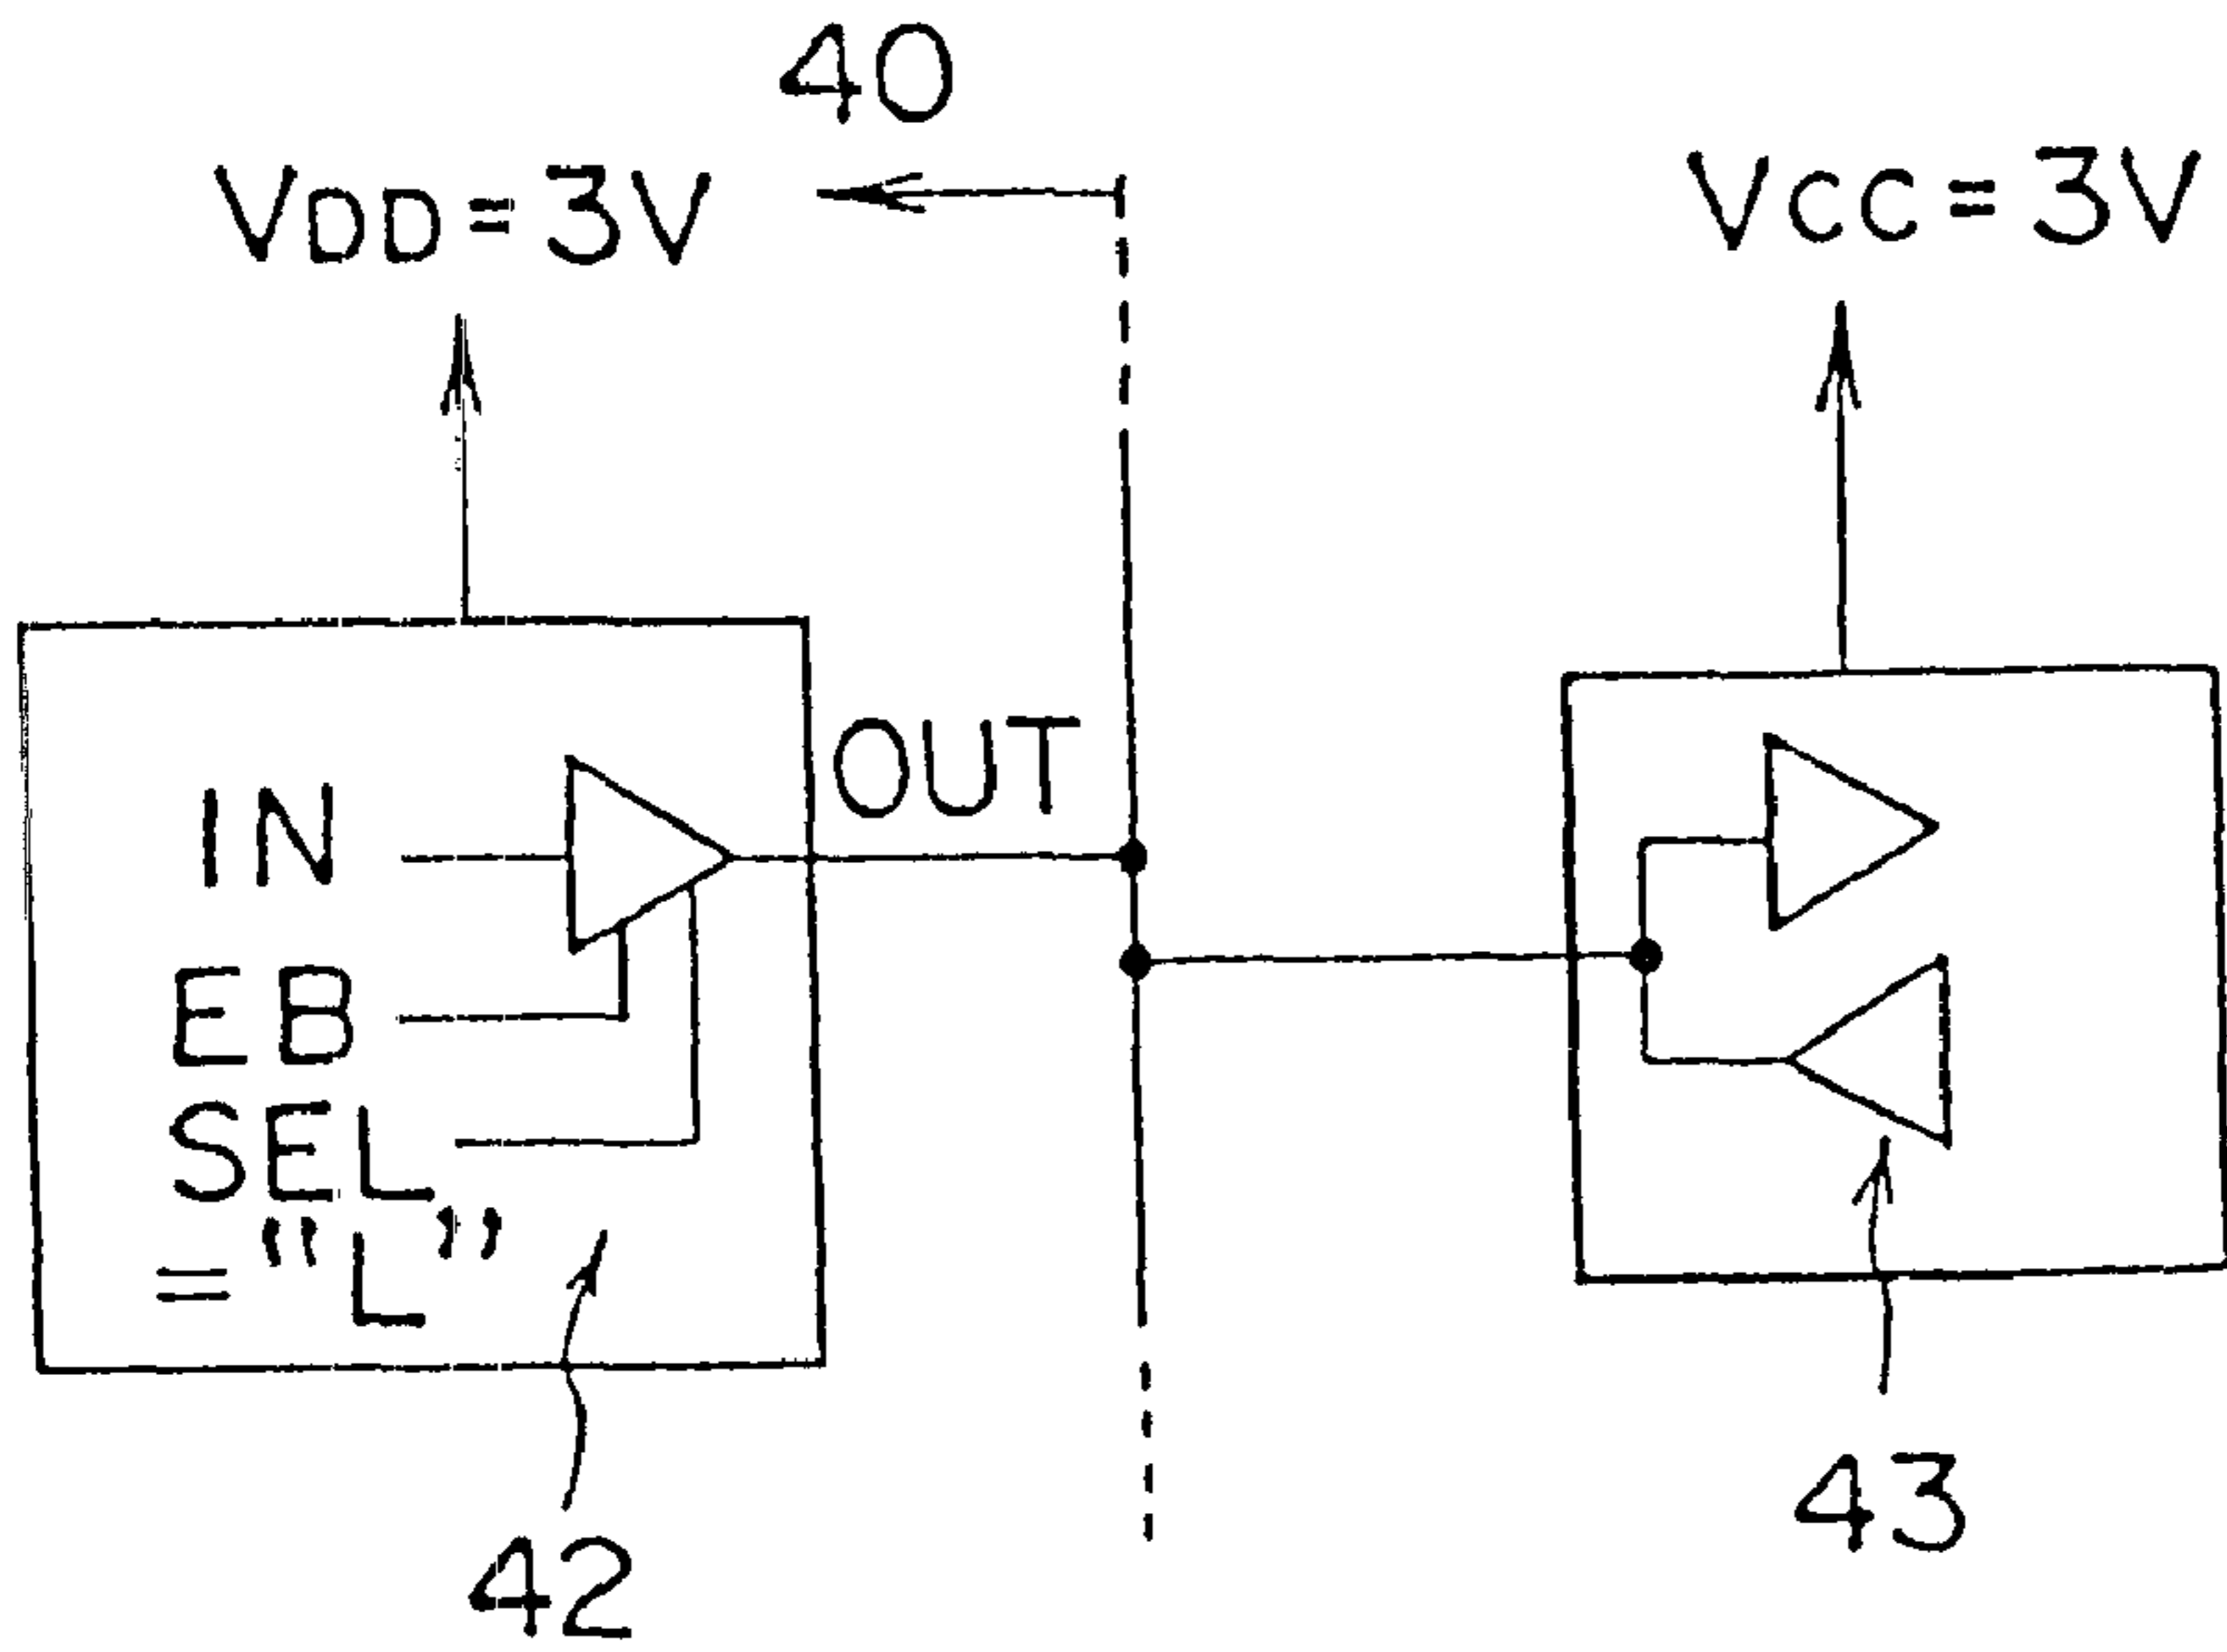 40
VDD=3V
VCC=3V
OUT
IN
EB
SEL
="L"
42
43